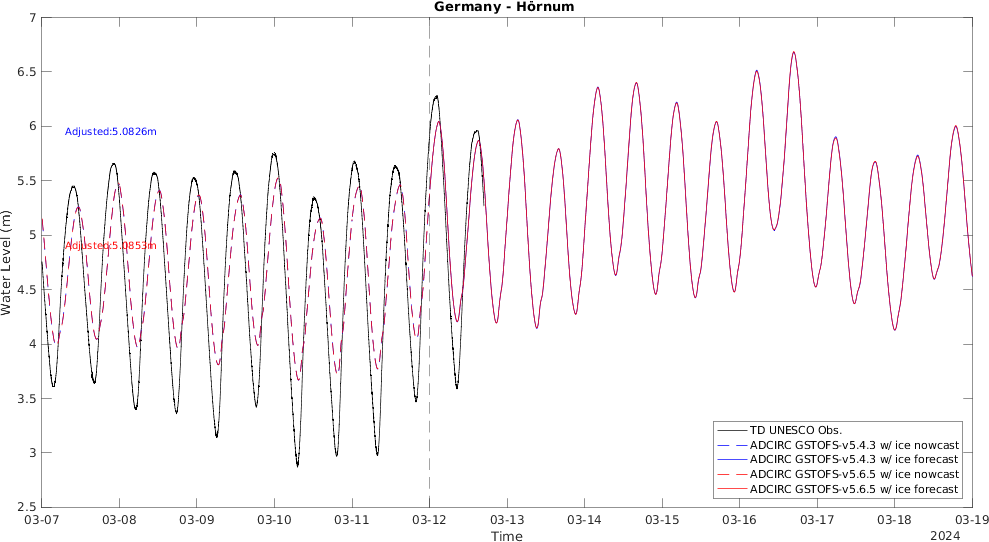 Germany - Hörnum
7
6.5
6
5.5
5
4.5
4
3.5
3
2.5
Water Level (m)
Adjusted:5.0826m
Adjusted:5.0853m
TD UNESCO Obs.
ADCIRC GSTOFS-v5.4.3 w/ ice nowcast
ADCIRC GSTOFS-v5.4.3 w/ ice forecast
ADCIRC GSTOFS-v5.6.5 w/ ice nowcast
ADCIRC GSTOFS-v5.6.5 w/ ice forecast
03-07 03-08 03-09 03-10 03-11 03-12 03-13 03-14 03-15 03-16 03-17 03-18 03-19
Time
2024